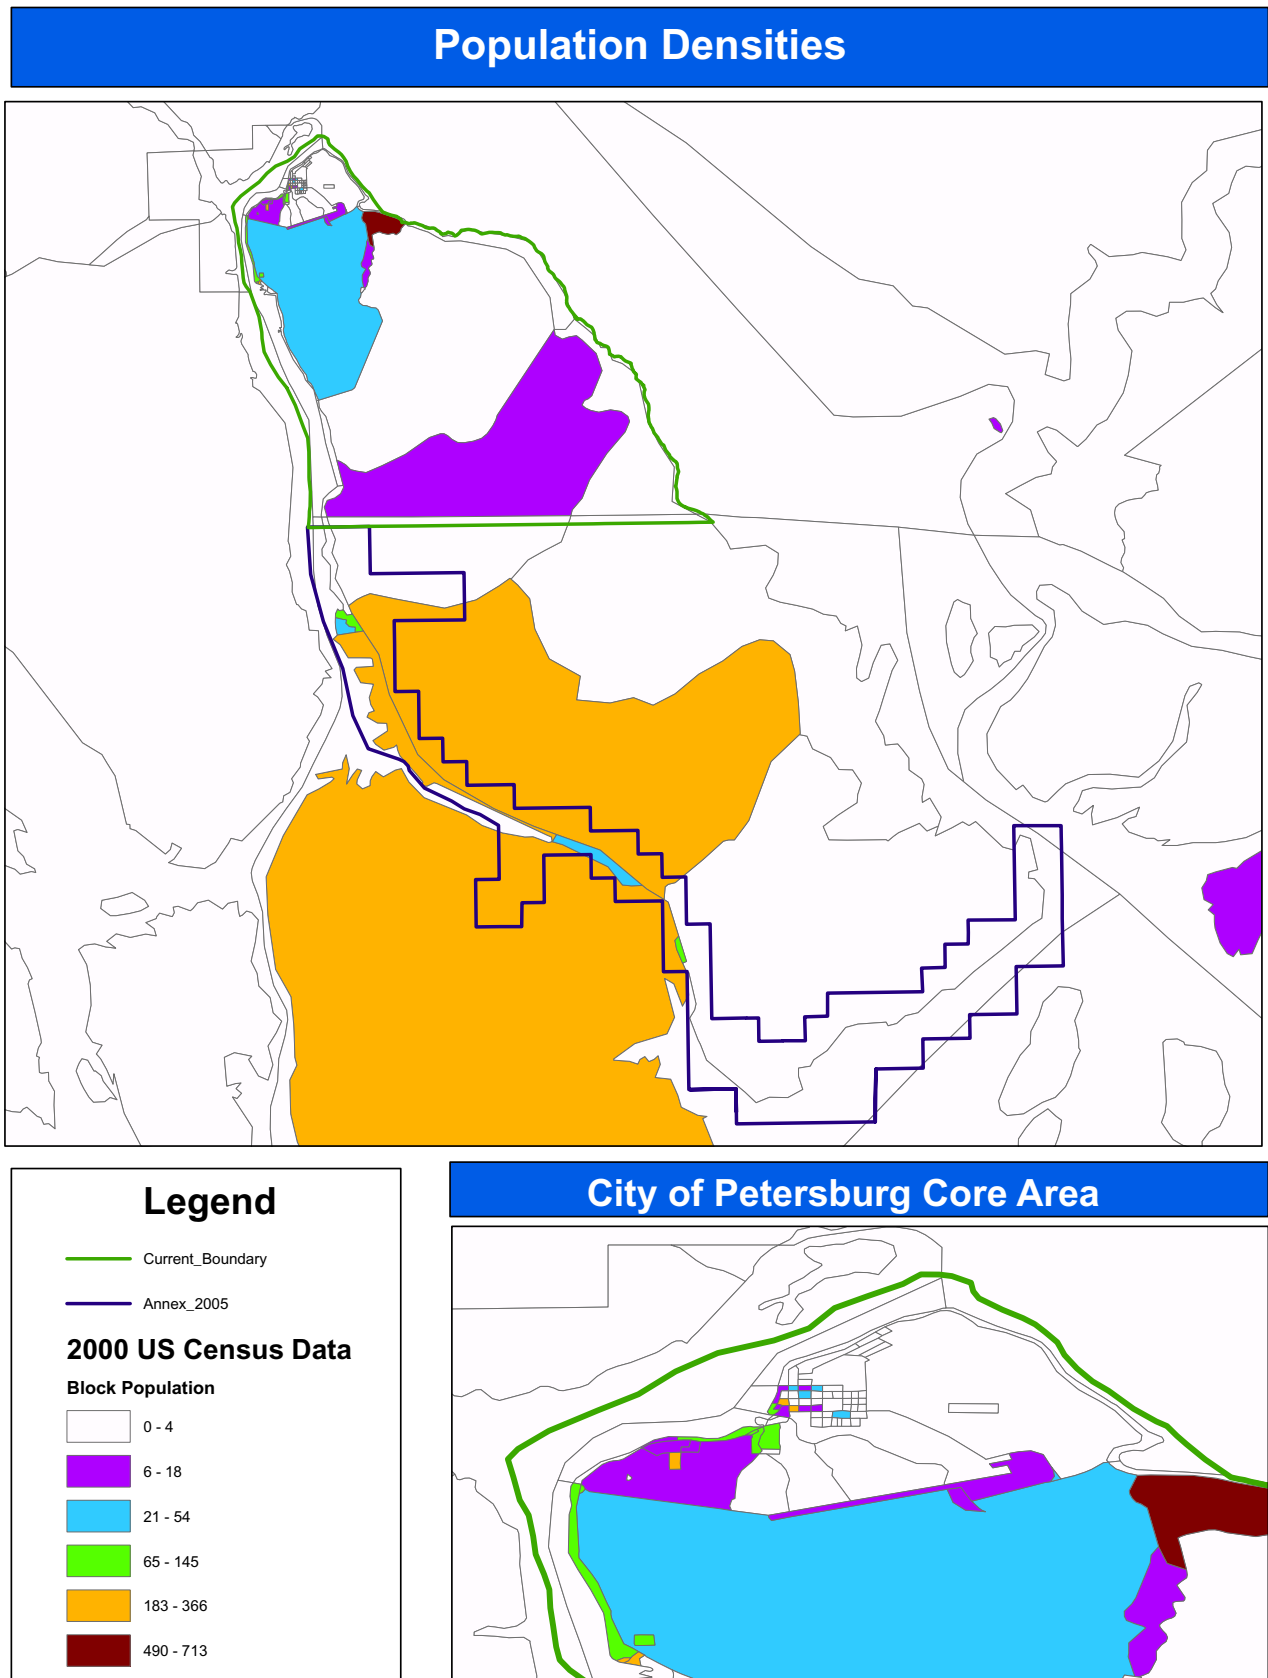 Population Densities
Legend
Current_Boundary
Annex_2005
2000 US Census Data
Block Population
0 - 4
6 - 18
21 - 54
65 - 145
183 - 366
490 - 713
City of Petersburg Core Area